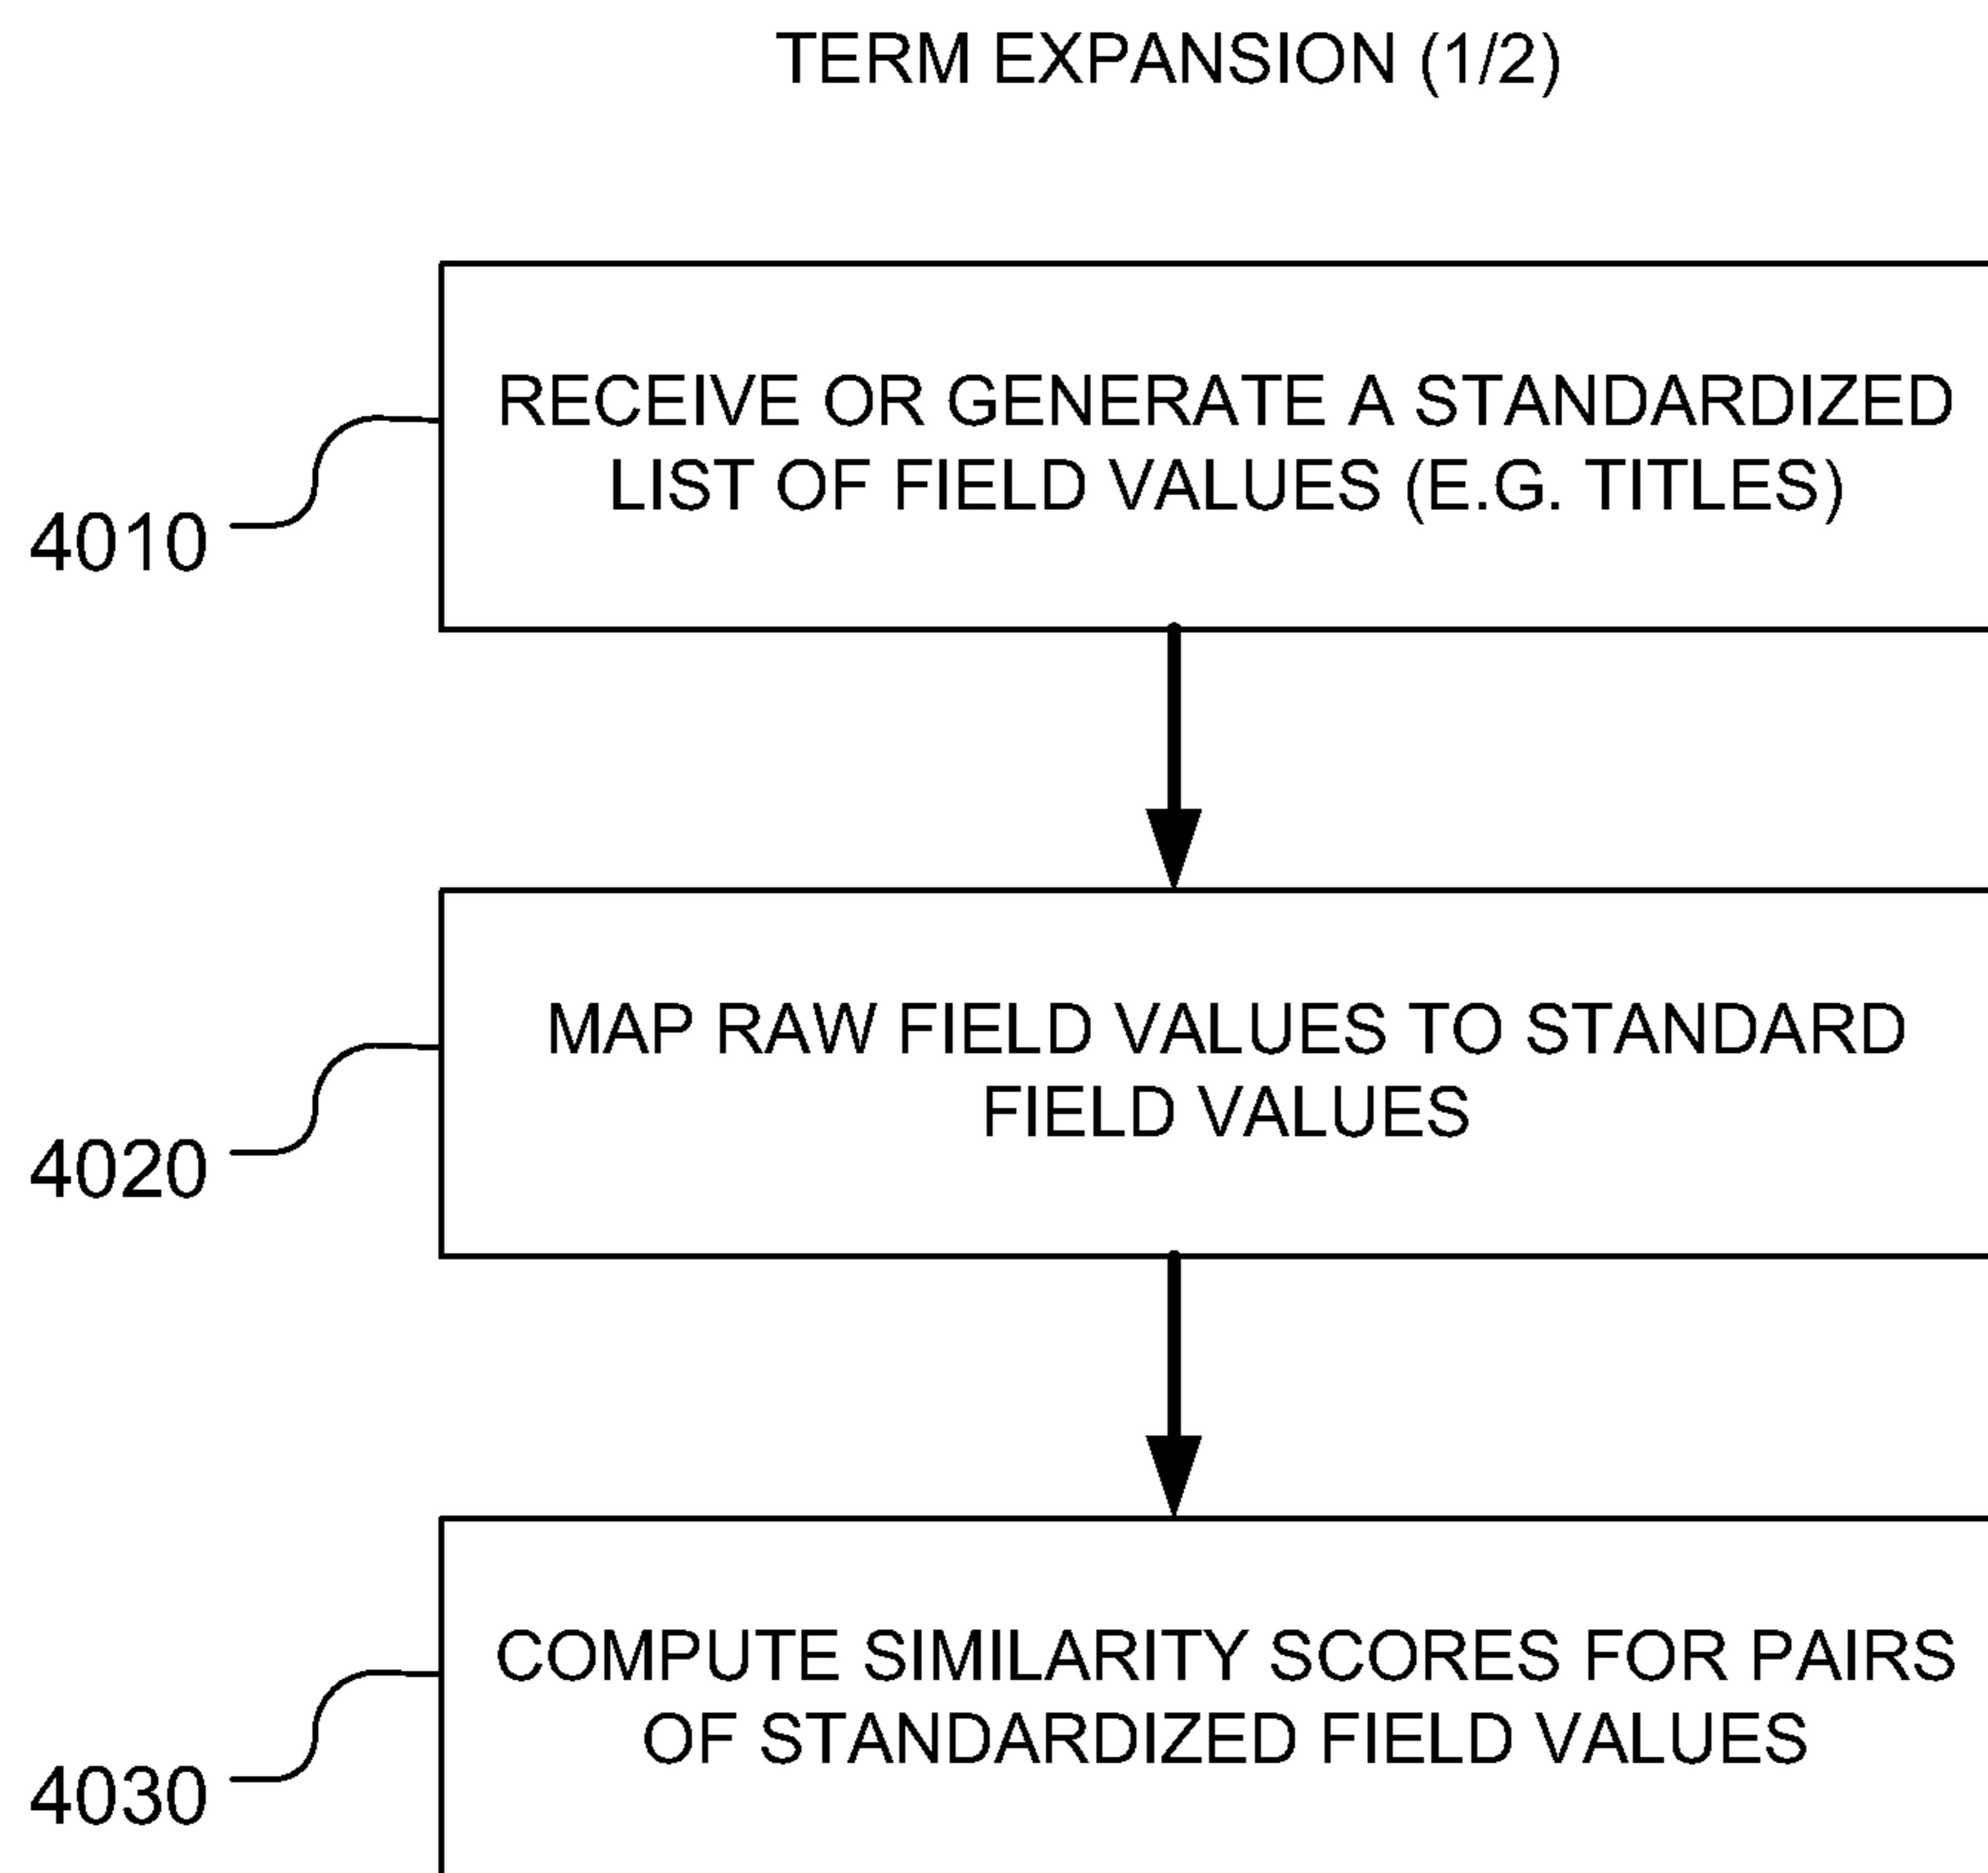 TERM EXPANSION (1/2)
RECEIVE OR GENERATE A STANDARDIZED
LIST OF FIELD VALUES (E.G. TITLES)
4010
MAP RAW FIELD VALUES TO STANDARD
FIELD VALUES
4020
COMPUTE SIMILARITY SCORES FOR PAIRS
OF STANDARDIZED FIELD VALUES
4030